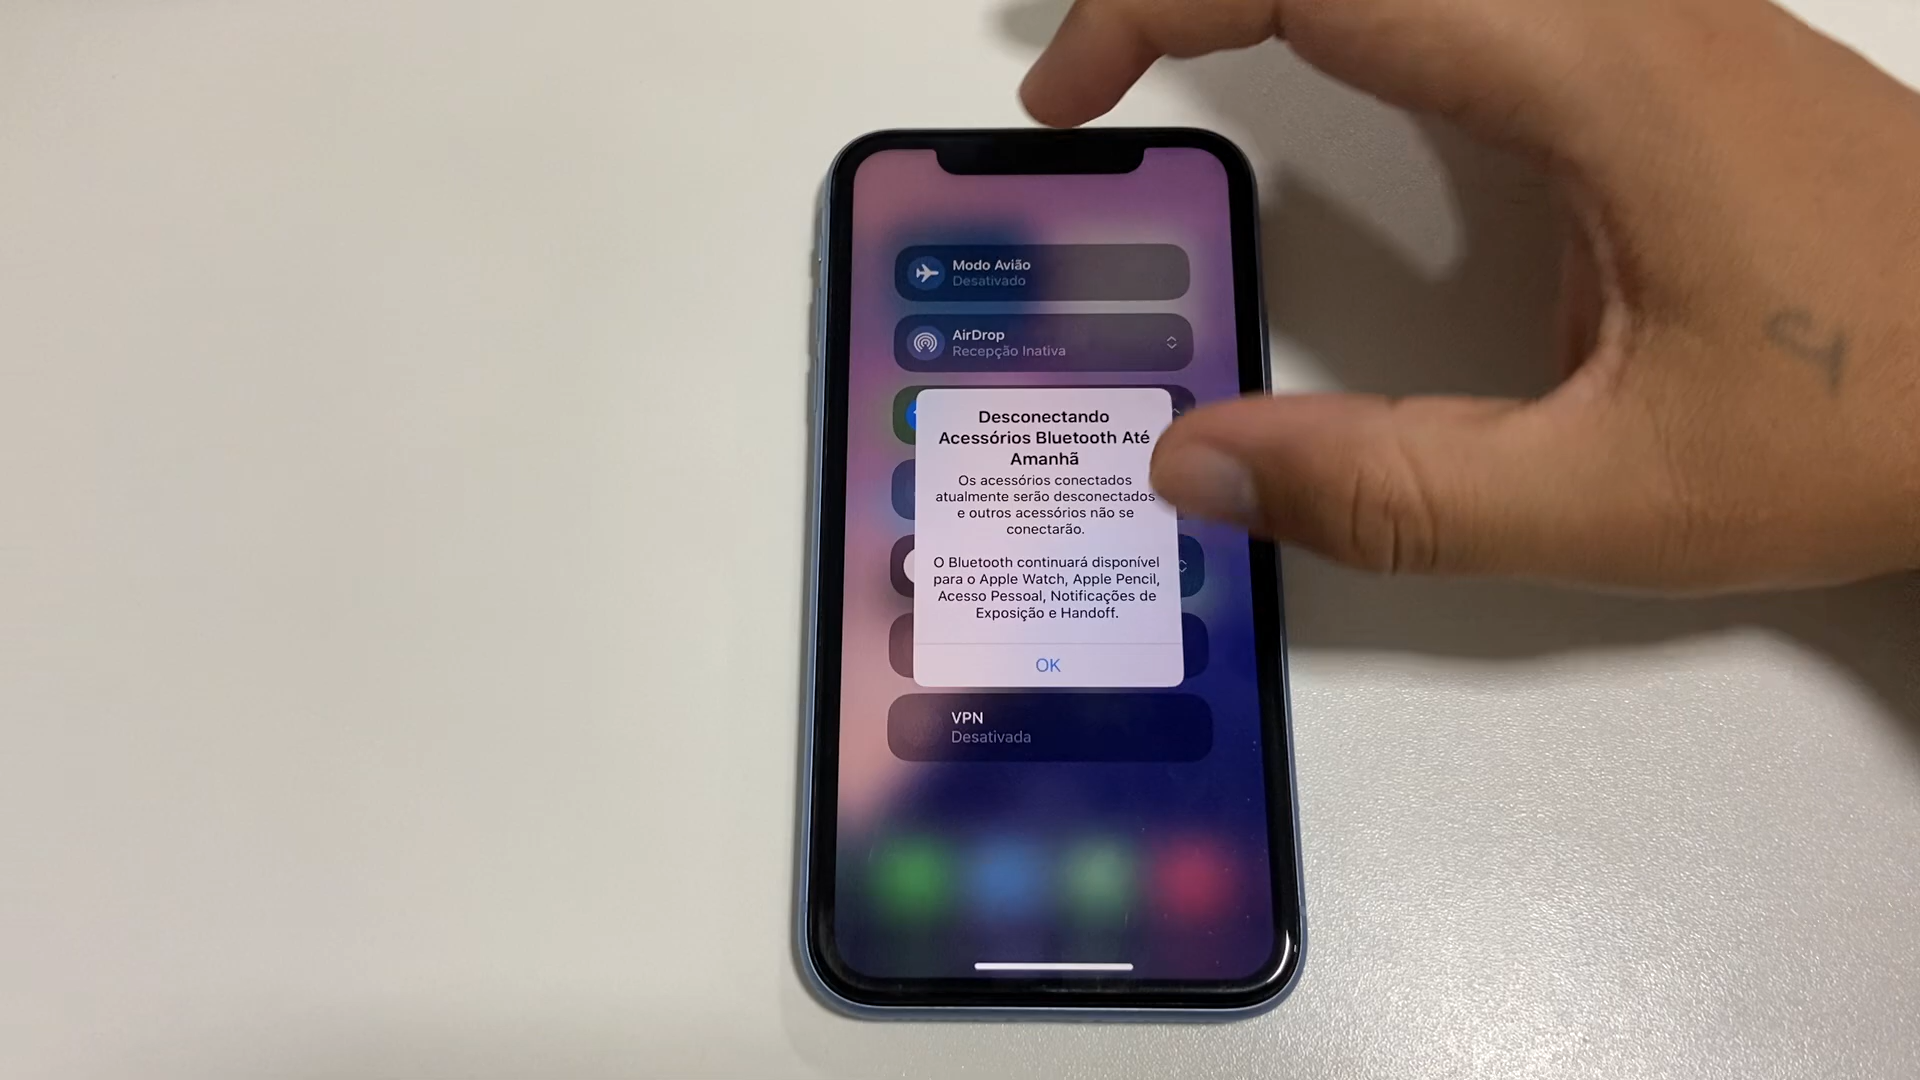 Modo Avião
Desativado
AirDrop
Recepção Inativa
Desconectando
Acessórios Bluetooth Até
Amanhã
Os acessórios conectados
atualmente serão desconectados
e outros acessórios não se
conectarão.
O Bluetooth continuará disponível
para o Apple Watch, Apple Pencil,
Acesso Pessoal, Notificações de
Exposição e Handoff.
OK
VPN
Desativada